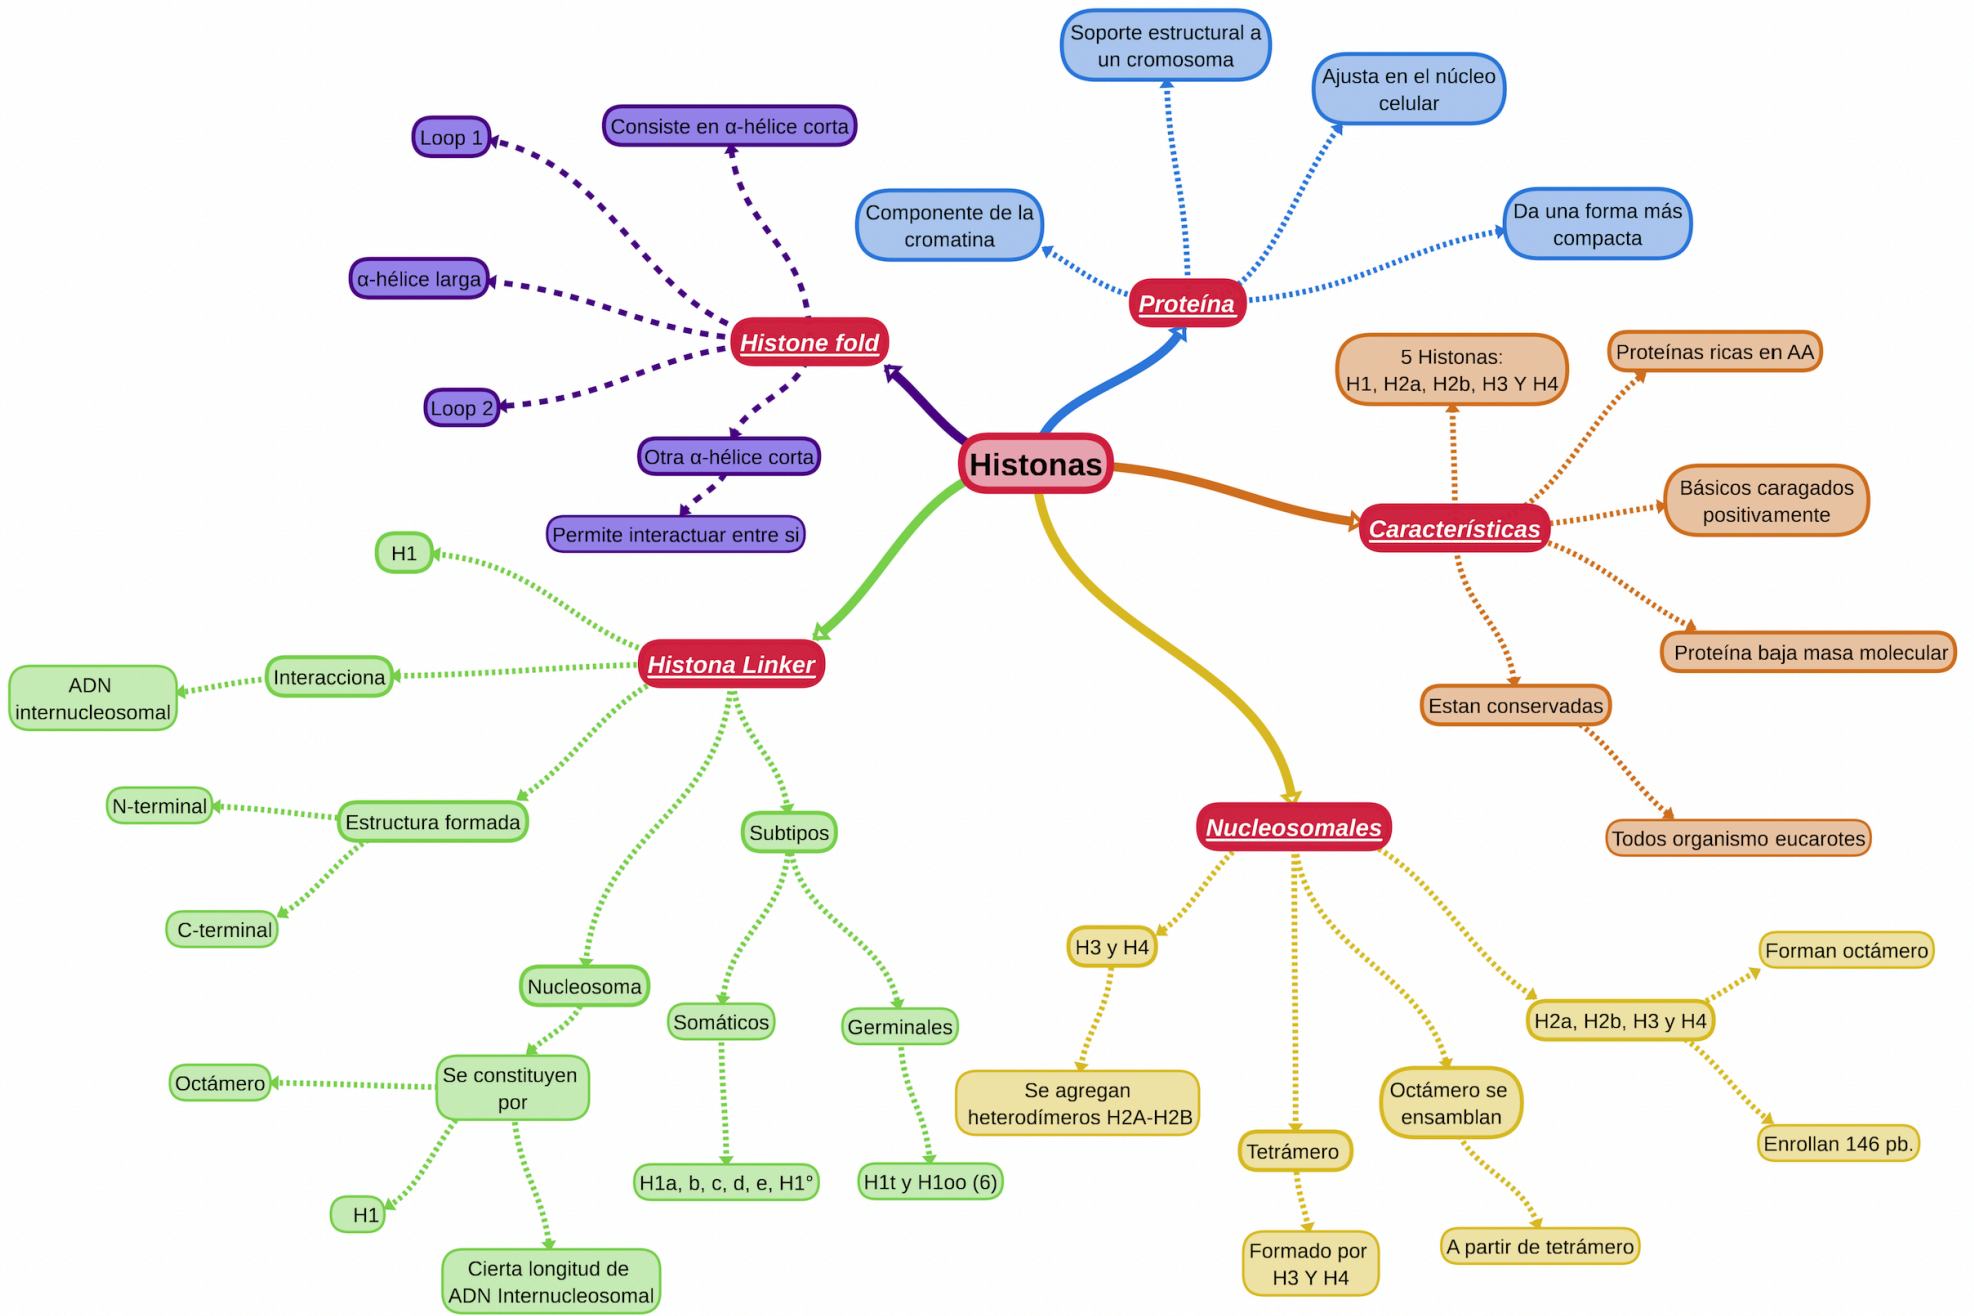 Histonas
Proteína
Soporte estructural a
un cromosoma
Ajusta en el núcleo
celular
Componente de la
cromatina
Da una forma más
compacta
Características
5 Histonas:
H1, H2a, H2b, H3 Y H4
Proteínas ricas en AA
Básicos caragados
positivamente
Proteína baja masa molecular
Estan conservadas
Todos organismo eucarotes
Nucleosomales
H3 y H4
Se agregan
heterodímeros H2A-H2B
Tetrámero
Formado por
H3 Y H4
Octámero se
ensamblan
A partir de tetrámero
H2a, H2b, H3 y H4
Forman octámero
Enrollan 146 pb.
Histona Linker
H1
Interacciona
ADN
internucleosomal
Estructura formada
N-terminal
C-terminal
Nucleosoma
Se constituyen
por
Octámero
H1
Cierta longitud de
ADN Internucleosomal
Subtipos
Somáticos
H1a, b, c, d, e, H1°
Germinales
H1t y H1oo (6)
Histone fold
Consiste en α-hélice corta
Loop 1
α-hélice larga
Loop 2
Otra α-hélice corta
Permite interactuar entre si